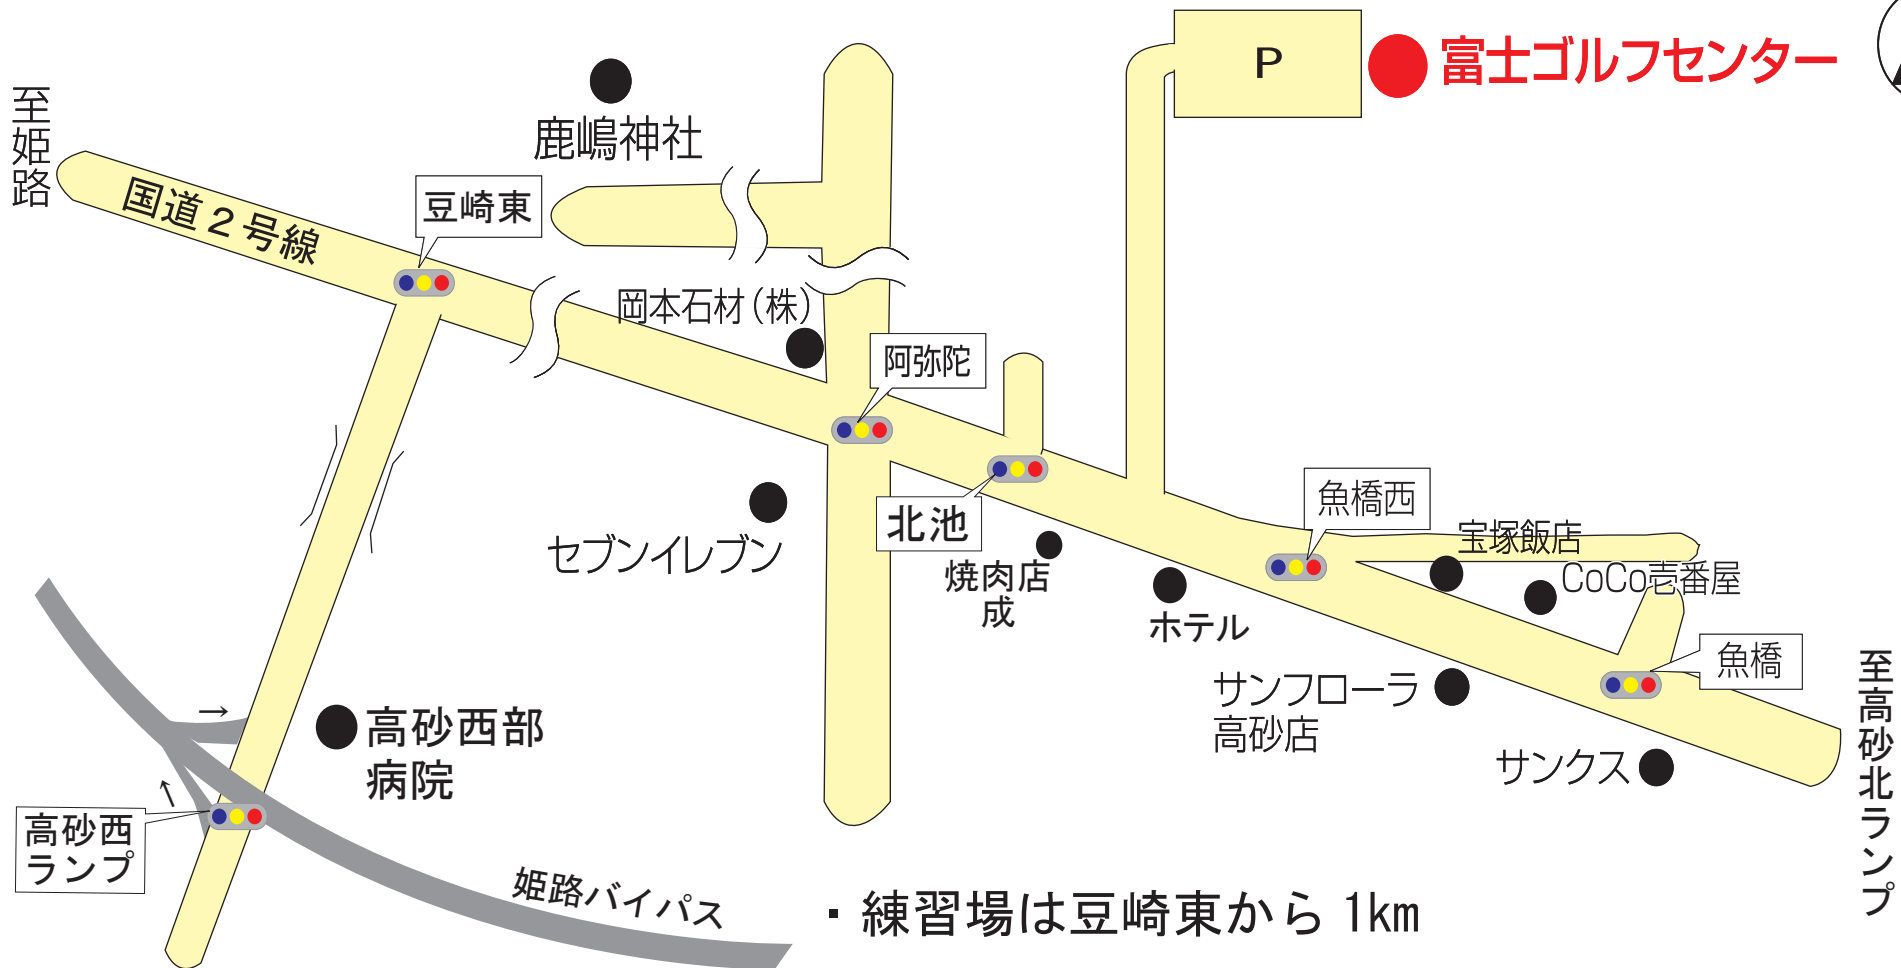 P
富士ゴルフセンター
至姫路
鹿嶋神社
国道２号線
豆崎東
岡本石材（株）
阿弥陀
北池
セブンイレブン
焼肉店
成
ホテル
魚橋西
宝塚飯店
CoCo壱番屋
魚橋
サンフローラ
高砂店
サンクス
至高砂北ランプ
→
高砂西部
病院
↑
高砂西
ランプ
姫路バイパス
・練習場は豆崎東から 1km